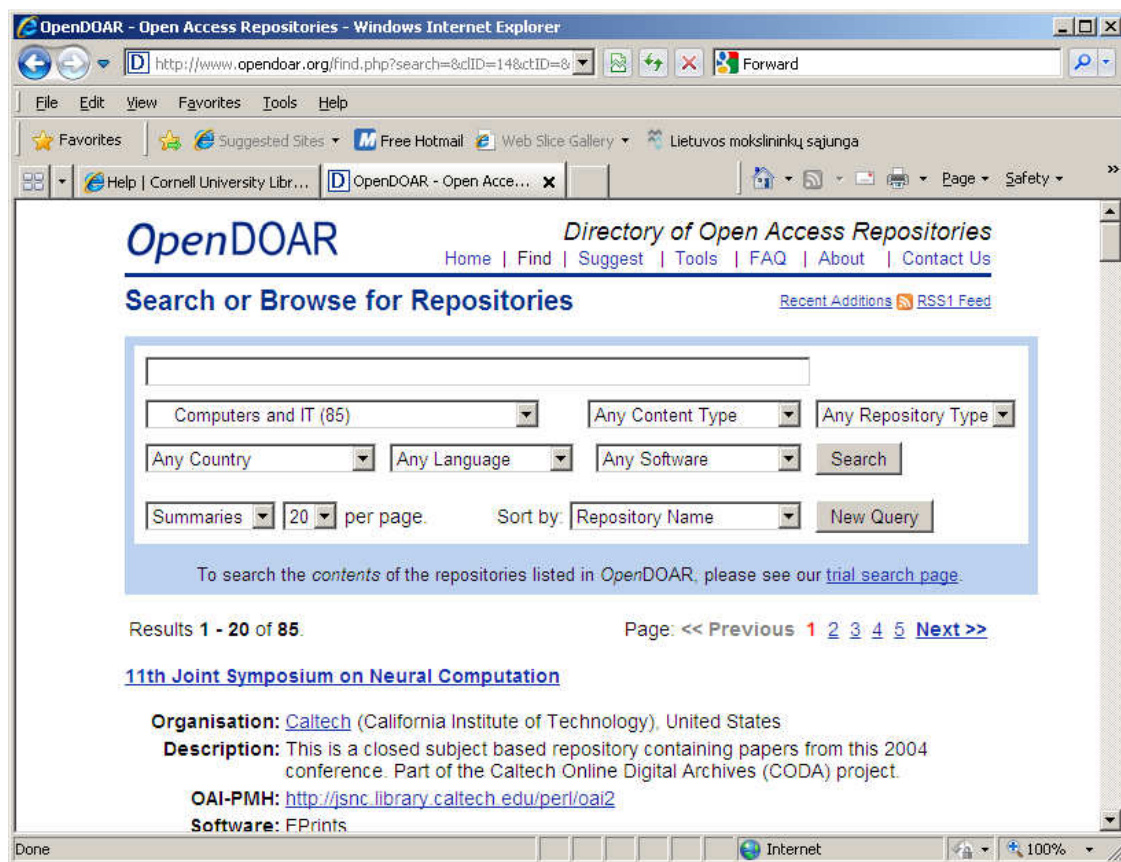 OpenDOAR - Open Access Repositories - Windows Internet Explorer
http://www.opendoar.org/find.php?search=&clID=14&ctID=& Forward
File Edit View Favorites Tools Help
Favorites Suggested Sites Free Hotmail Web Slice Gallery Lietuvos mokslininkų sąjunga
Help | Cornell University Libr... OpenDOAR - Open Acce... Page Safety »
OpenDOAR Directory of Open Access Repositories
Home | Find | Suggest | Tools | FAQ | About | Contact Us
Search or Browse for Repositories Recent Additions RSS1 Feed
Computers and IT (85) Any Content Type Any Repository Type
Any Country Any Language Any Software Search
Summaries 20 per page. Sort by: Repository Name New Query
To search the contents of the repositories listed in OpenDOAR, please see our trial search page.
Results 1 - 20 of 85. Page: << Previous 1 2 3 4 5 Next >>
11th Joint Symposium on Neural Computation
Organisation: Caltech (California Institute of Technology), United States
Description: This is a closed subject based repository containing papers from this 2004
conference. Part of the Caltech Online Digital Archives (CODA) project.
OAI-PMH: http://jsnc.library.caltech.edu/perl/oai2
Software: EPrints
Done Internet 100%